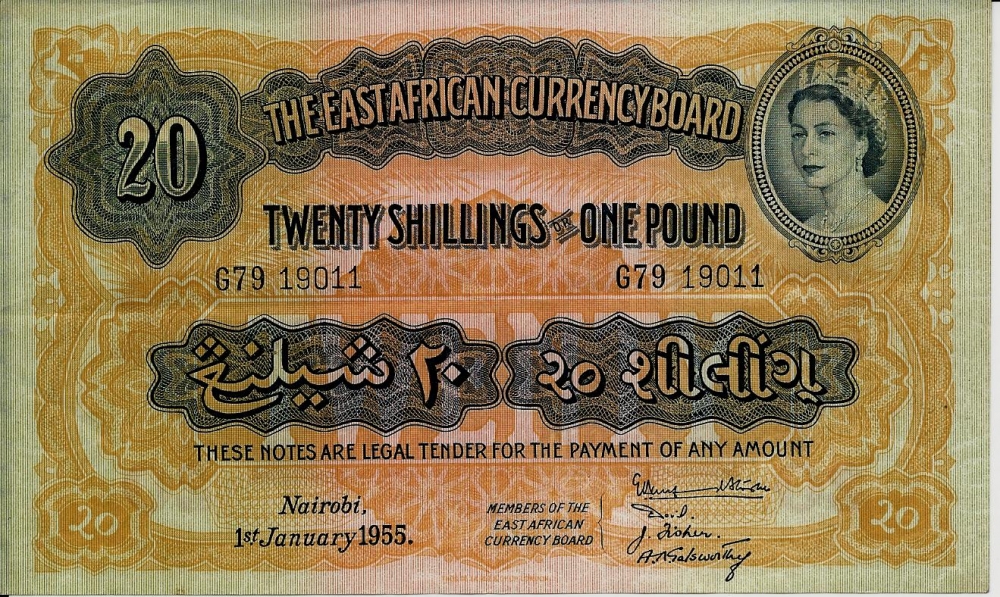 THE EAST AFRICAN CURRENCY BOARD
20
TWENTY SHILLINGS OR ONE POUND
G79 19011 G79 19011
٢٠ شيلنغ ૨૦ શીલીંગ્
THESE NOTES ARE LEGAL TENDER FOR THE PAYMENT OF ANY AMOUNT
Nairobi,
1st January 1955.
MEMBERS OF THE
EAST AFRICAN
CURRENCY BOARD
J. Fisher.
A. N. Galsworthy
20 20